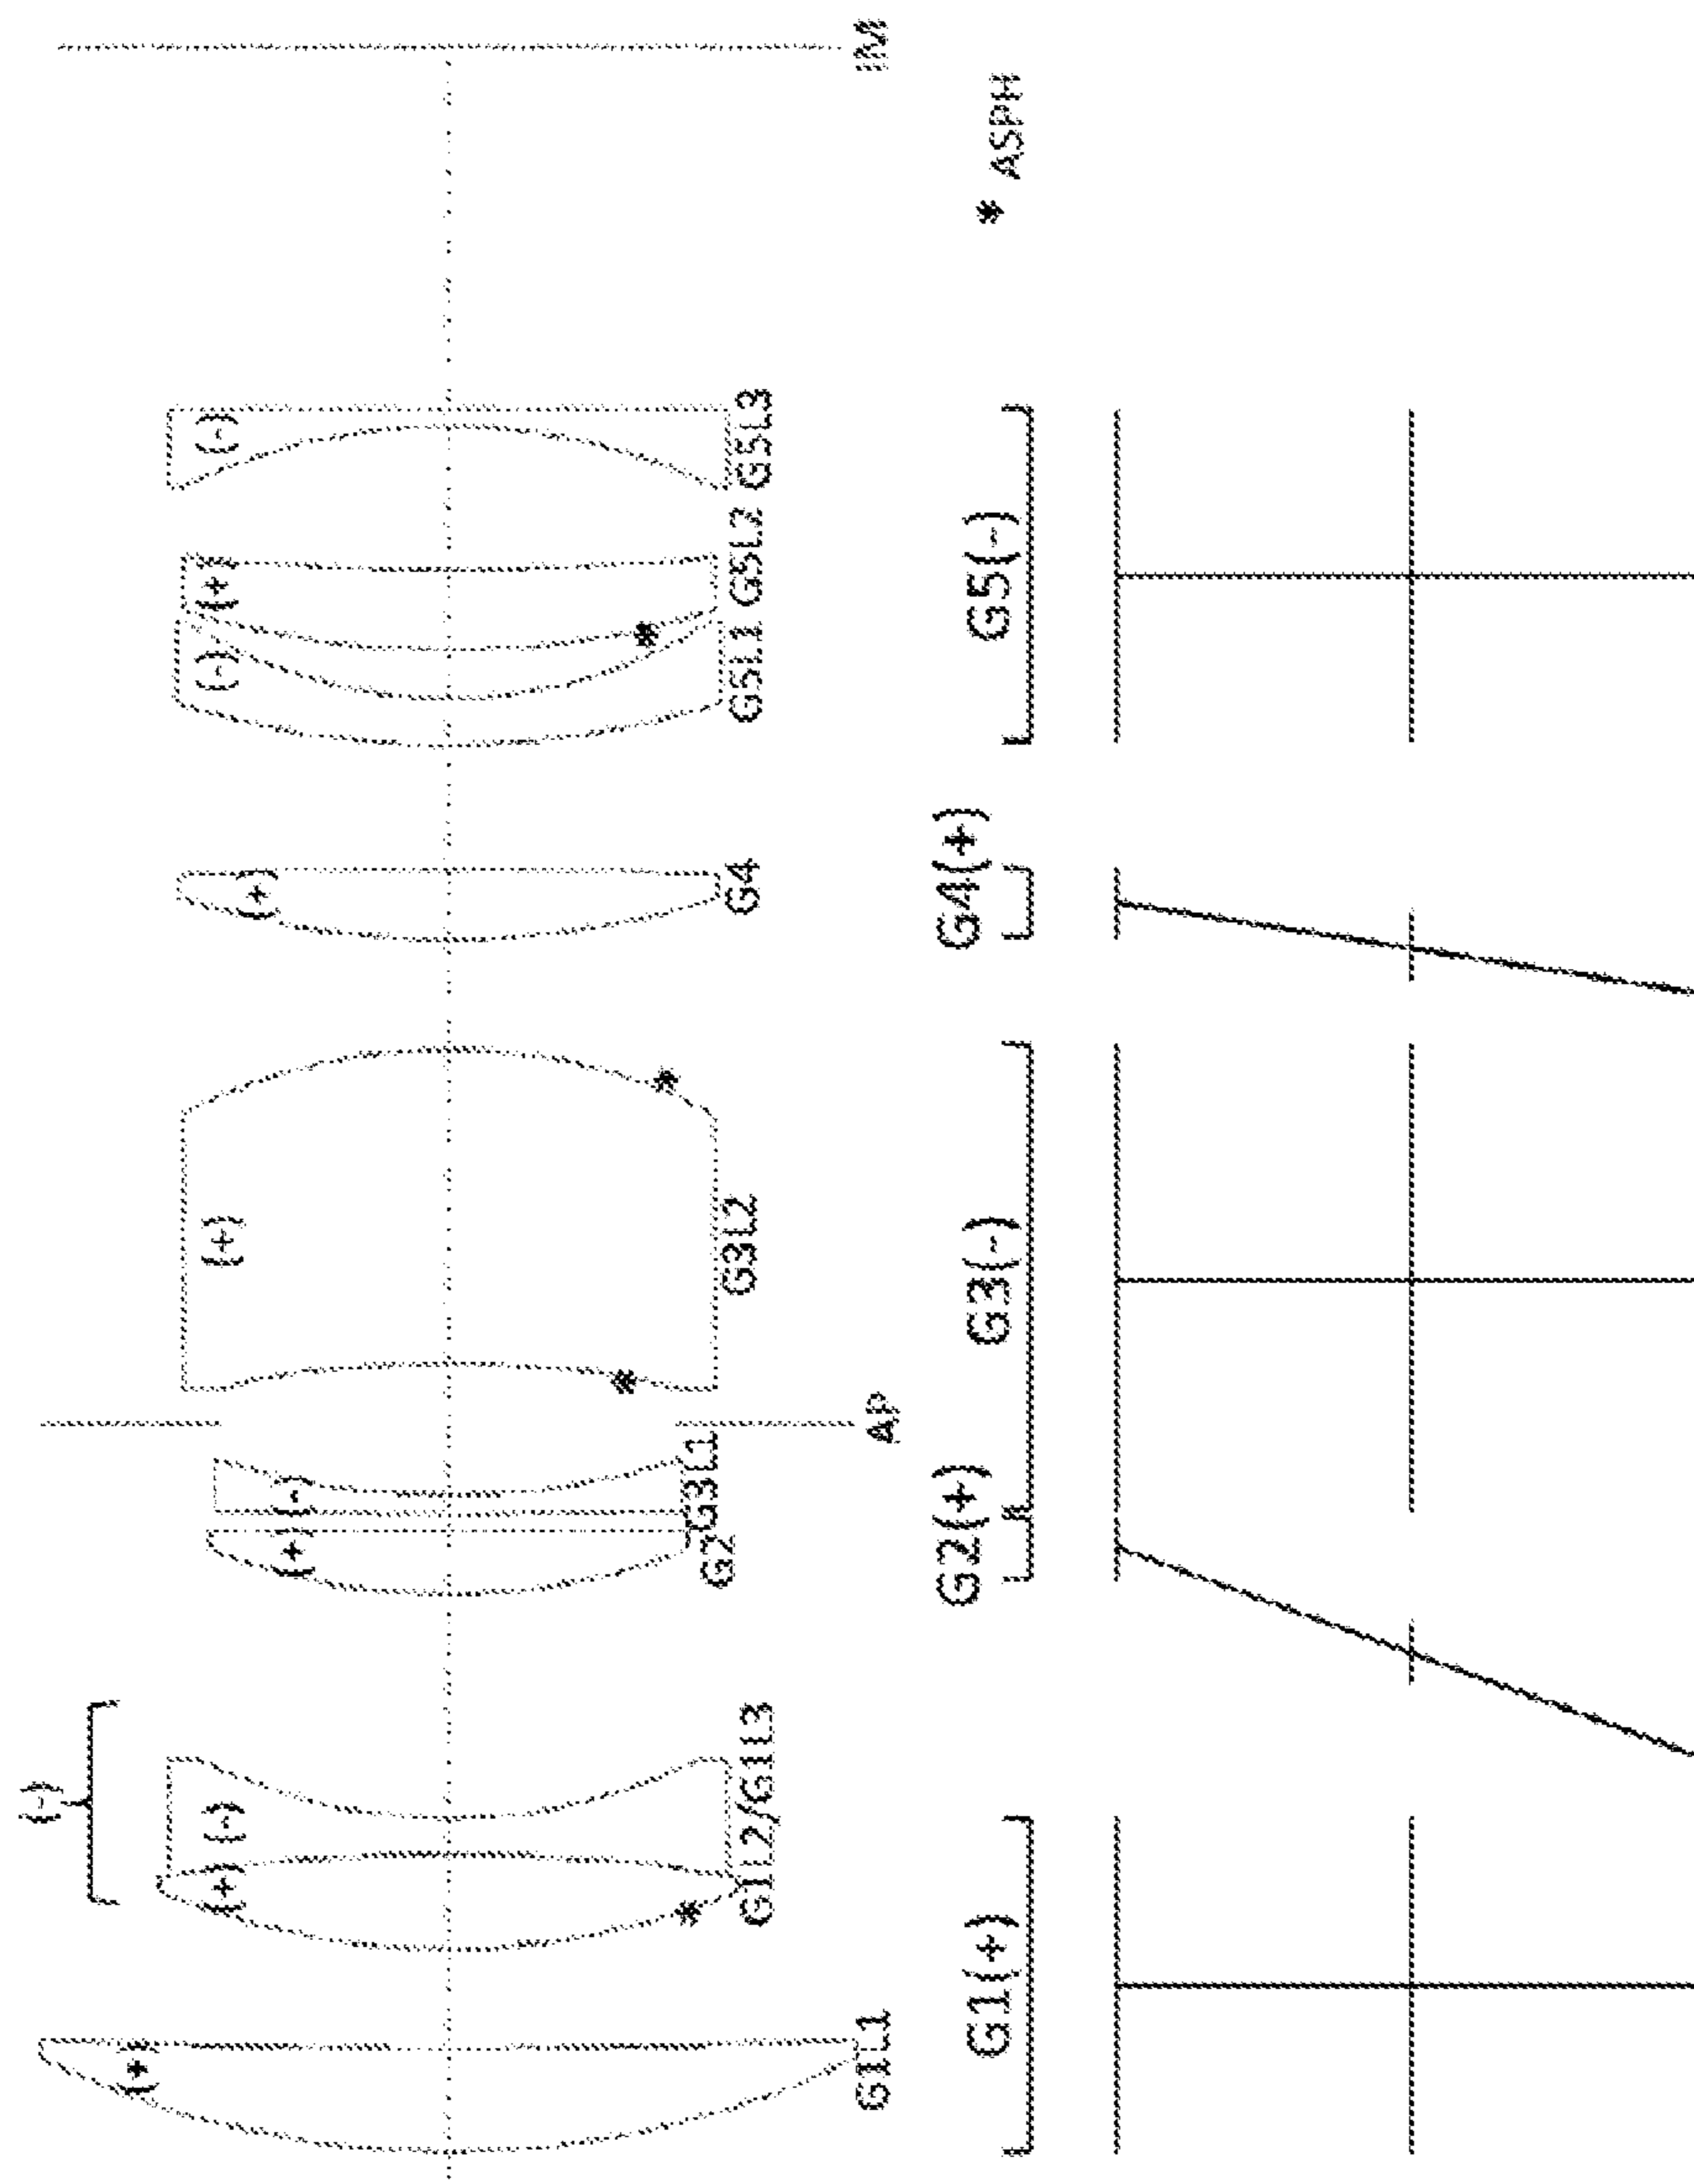 (-)
(+)
(+) (-)
(+)
(-)
(+)
(+)
(-)
(+)
(-)
G1L1
G1L2/G1L3
G2
G3L1
AP
G3L2
G4
G5L1
G5L2
G5L3
IM
G1(+)
G2(+)
G3(-)
G4(+)
G5(-)
* ASPH
*
*
*
*